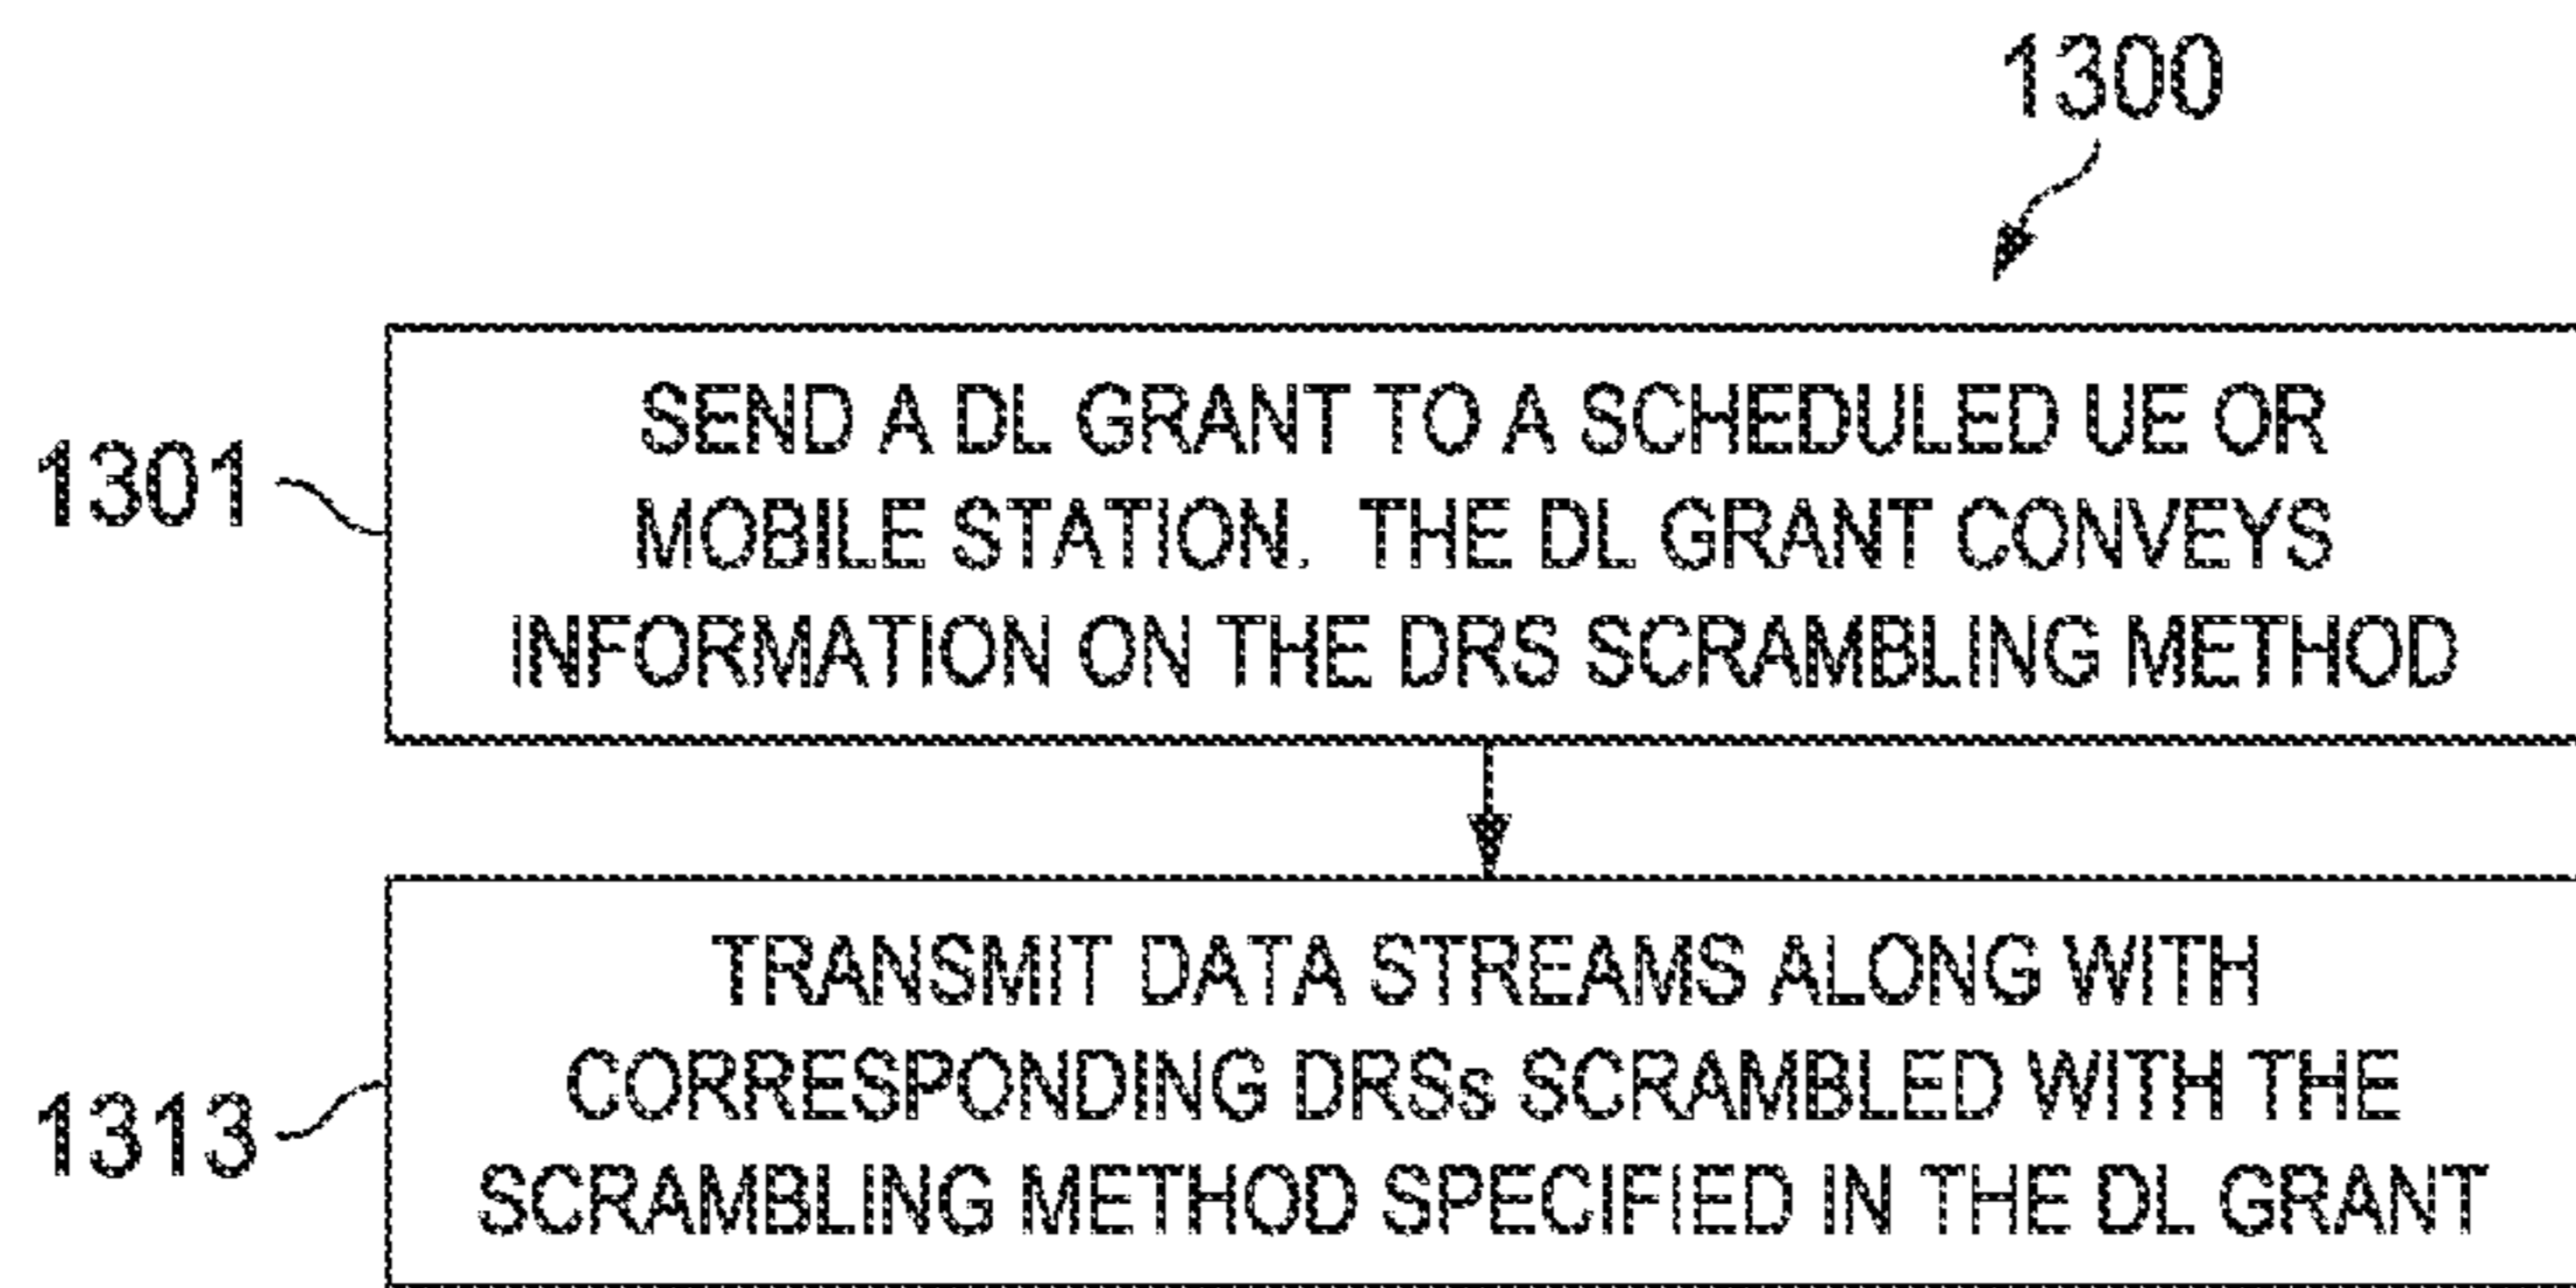 1300
1301
SEND A DL GRANT TO A SCHEDULED UE OR
MOBILE STATION. THE DL GRANT CONVEYS
INFORMATION ON THE DRS SCRAMBLING METHOD
1313
TRANSMIT DATA STREAMS ALONG WITH
CORRESPONDING DRSs SCRAMBLED WITH THE
SCRAMBLING METHOD SPECIFIED IN THE DL GRANT